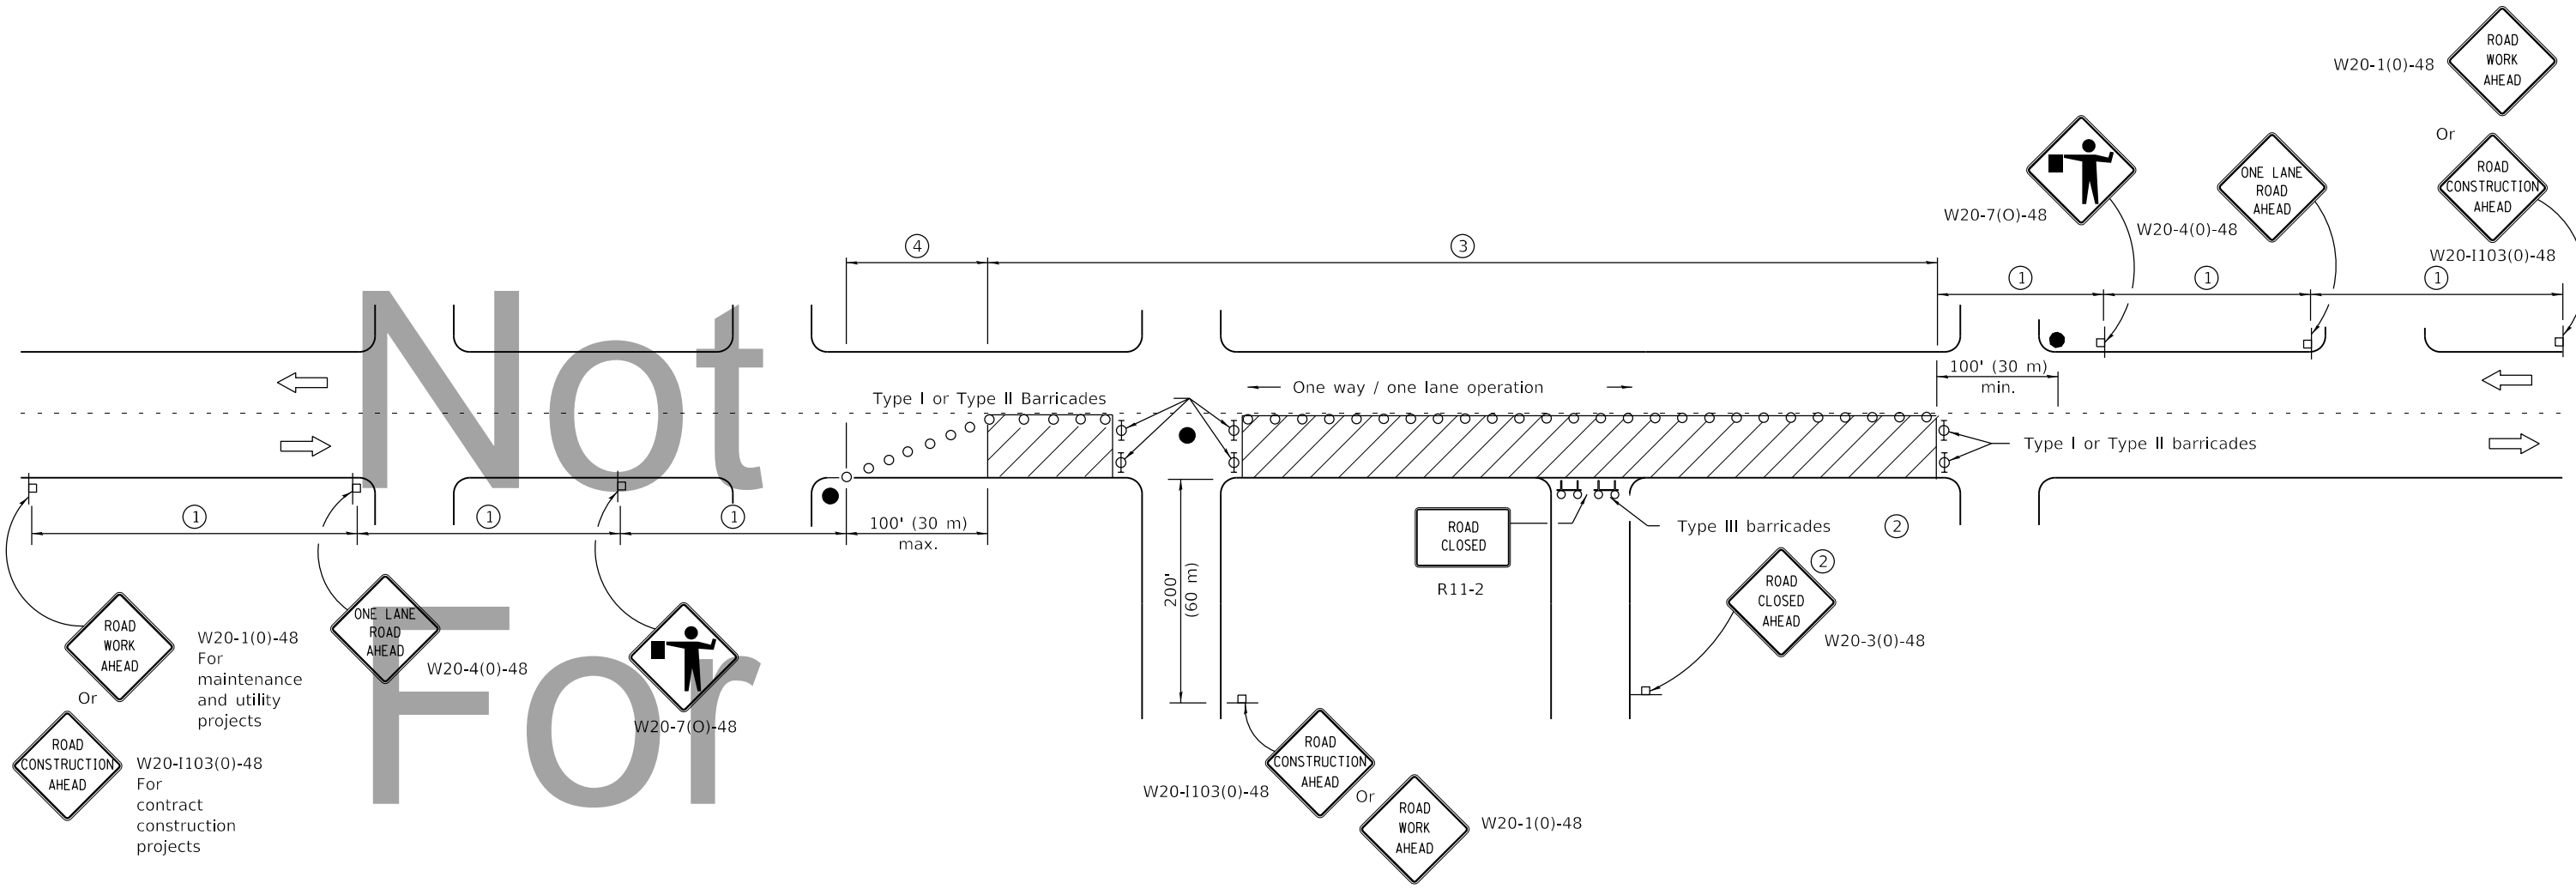 ROAD
WORK
AHEAD
W20-1(0)-48
Or
ROAD
CONSTRUCTION
AHEAD
W20-I103(0)-48
W20-7(O)-48
ONE LANE
ROAD
AHEAD
W20-4(0)-48
4
3
1
1
1
Not
100' (30 m)
min.
One way / one lane operation
Type I or Type II Barricades
Type I or Type II barricades
1
1
1
100' (30 m)
max.
200'
(60 m)
ROAD
CLOSED
R11-2
Type III barricades
2
2
ROAD
CLOSED
AHEAD
W20-3(0)-48
For
ROAD
WORK
AHEAD
W20-1(0)-48
For
maintenance
and utility
projects
Or
ROAD
CONSTRUCTION
AHEAD
W20-I103(0)-48
For
contract
construction
projects
ONE LANE
ROAD
AHEAD
W20-4(0)-48
W20-7(O)-48
ROAD
CONSTRUCTION
AHEAD
W20-I103(0)-48
Or
ROAD
WORK
AHEAD
W20-1(0)-48